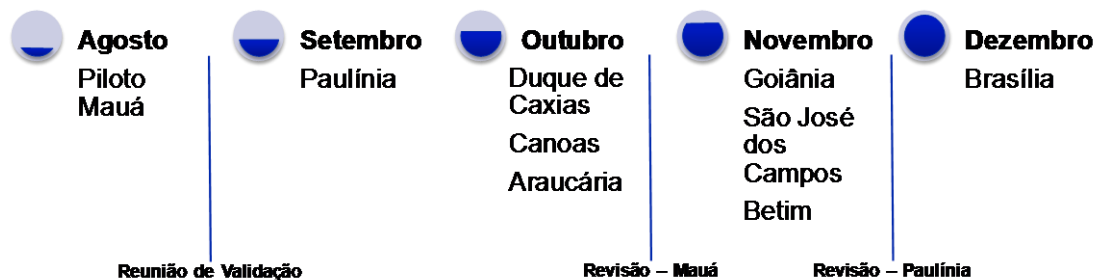 Agosto
Piloto
Mauá
Setembro
Paulínia
Outubro
Duque de
Caxias
Canoas
Araucária
Novembro
Goiânia
São José
dos
Campos
Betim
Dezembro
Brasília
Reunião de Validação
Revisão – Mauá
Revisão – Paulínia